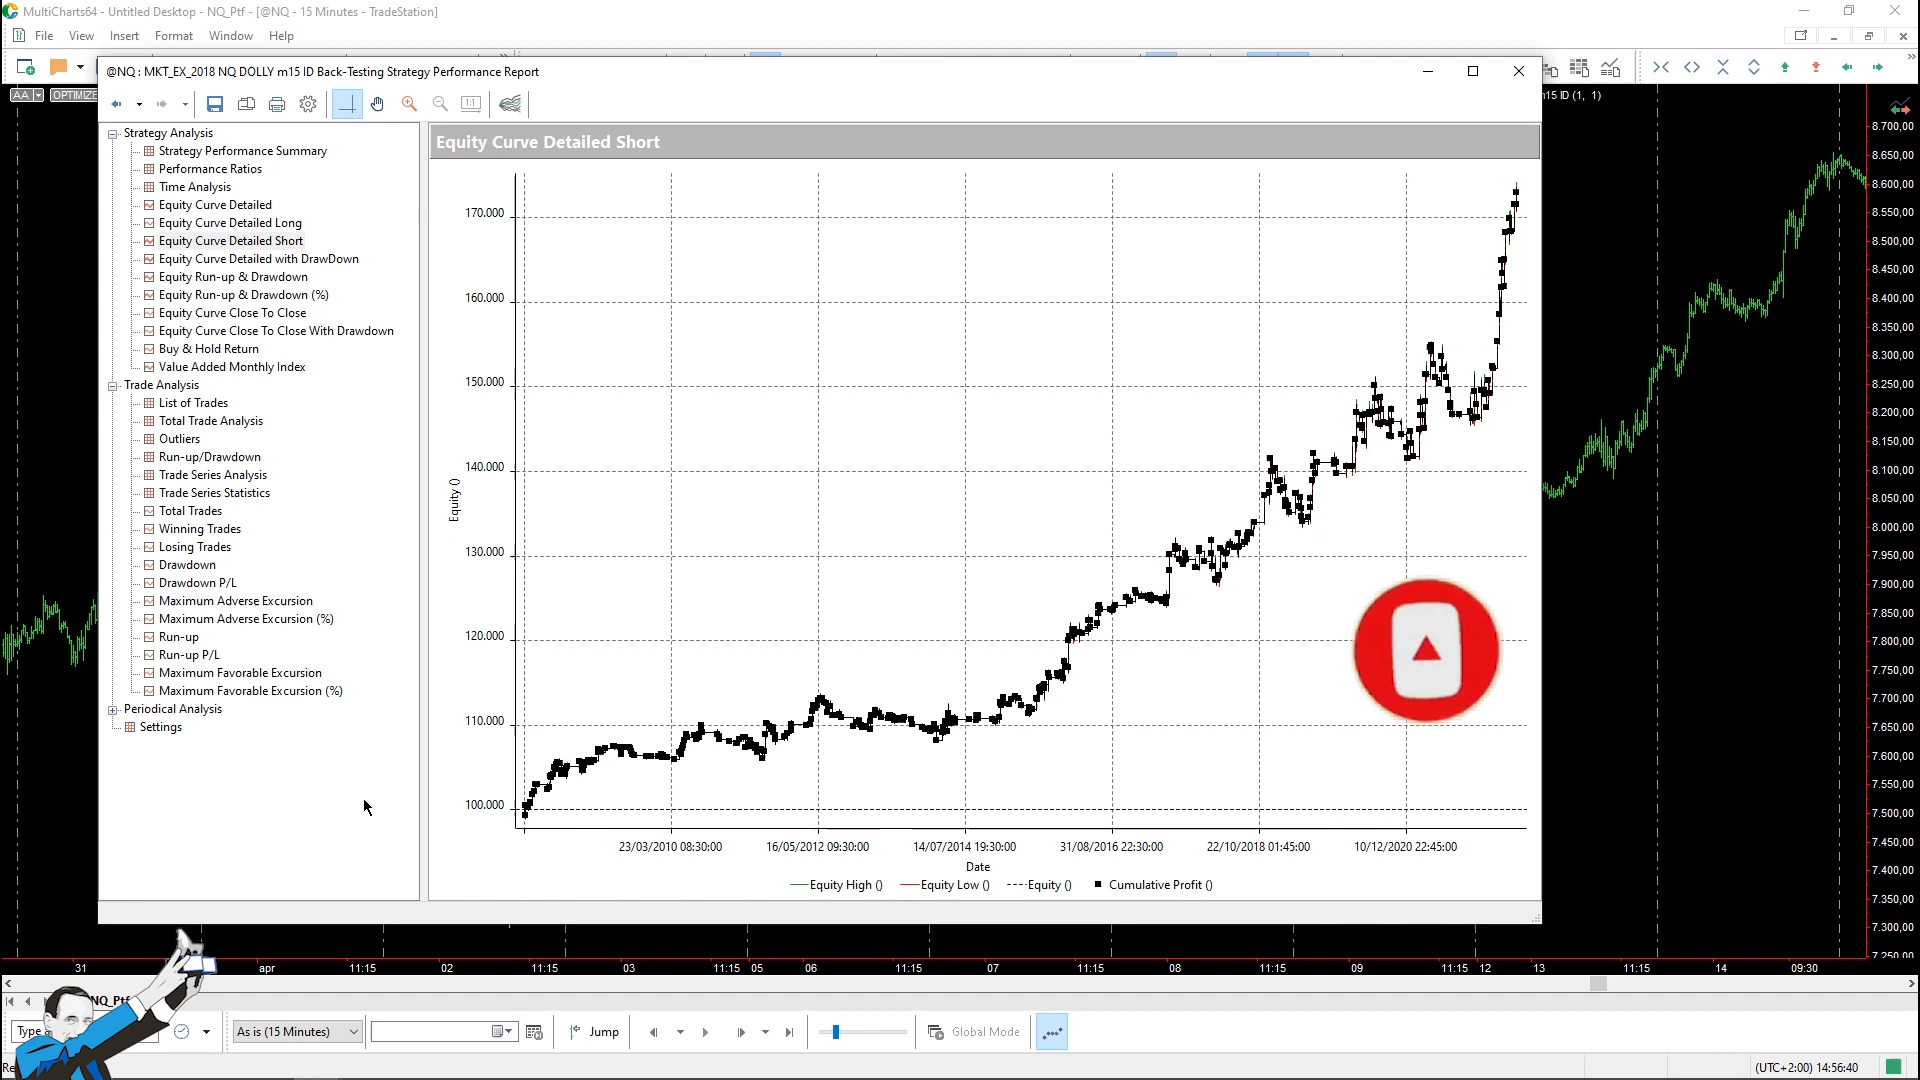 MultiCharts64 - Untitled Desktop - NQ_Ptf - [@NQ - 15 Minutes - TradeStation]
File View Insert Format Window Help
@NQ : MKT_EX_2018 NQ DOLLY m15 ID Back-Testing Strategy Performance Report
AA OPTIMIZE
m15 ID (1, 1)
1:1
Strategy Analysis
Strategy Performance Summary
Performance Ratios
Time Analysis
Equity Curve Detailed
Equity Curve Detailed Long
Equity Curve Detailed Short
Equity Curve Detailed with DrawDown
Equity Run-up & Drawdown
Equity Run-up & Drawdown (%)
Equity Curve Close To Close
Equity Curve Close To Close With Drawdown
Buy & Hold Return
Value Added Monthly Index
Trade Analysis
List of Trades
Total Trade Analysis
Outliers
Run-up/Drawdown
Trade Series Analysis
Trade Series Statistics
Total Trades
Winning Trades
Losing Trades
Drawdown
Drawdown P/L
Maximum Adverse Excursion
Maximum Adverse Excursion (%)
Run-up
Run-up P/L
Maximum Favorable Excursion
Maximum Favorable Excursion (%)
Periodical Analysis
Settings
Equity Curve Detailed Short
170.000
160.000
150.000
140.000
130.000
120.000
110.000
100.000
Equity ()
23/03/2010 08:30:00 16/05/2012 09:30:00 14/07/2014 19:30:00 31/08/2016 22:30:00 22/10/2018 01:45:00 10/12/2020 22:45:00
Date
Equity High () Equity Low () Equity () Cumulative Profit ()
8.700,00
8.650,00
8.600,00
8.550,00
8.500,00
8.450,00
8.400,00
8.350,00
8.300,00
8.250,00
8.200,00
8.150,00
8.100,00
8.050,00
8.000,00
7.950,00
7.900,00
7.850,00
7.800,00
7.750,00
7.700,00
7.650,00
7.600,00
7.550,00
7.500,00
7.450,00
7.400,00
7.350,00
7.300,00
7.250,00
31 apr 11:15 02 11:15 03 11:15 05 06 11:15 07 11:15 08 11:15 09 11:15 12 13 11:15 14 09:30
NQ_Ptf
Type a
As is (15 Minutes)
Jump
Global Mode
Re
(UTC+2:00) 14:56:40